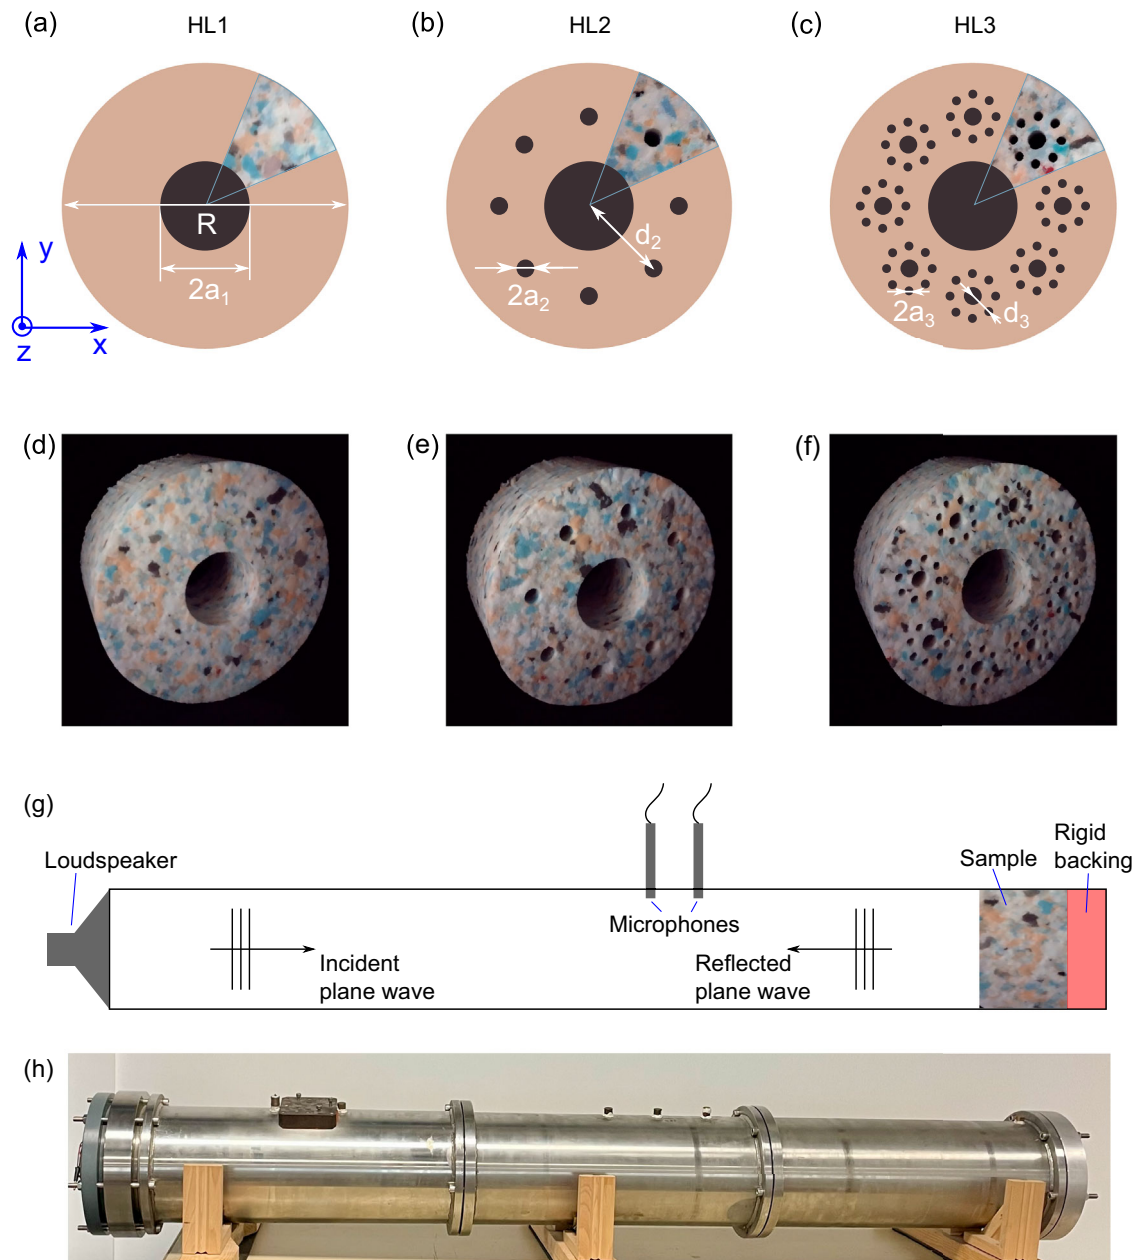 (a)
HL1
(b)
HL2
(c)
HL3
R
2a1
d2
2a2
2a3
d3
y
x
z
(d)
(e)
(f)
(g)
Loudspeaker
Microphones
Sample
Rigid
backing
Incident
plane wave
Reflected
plane wave
(h)